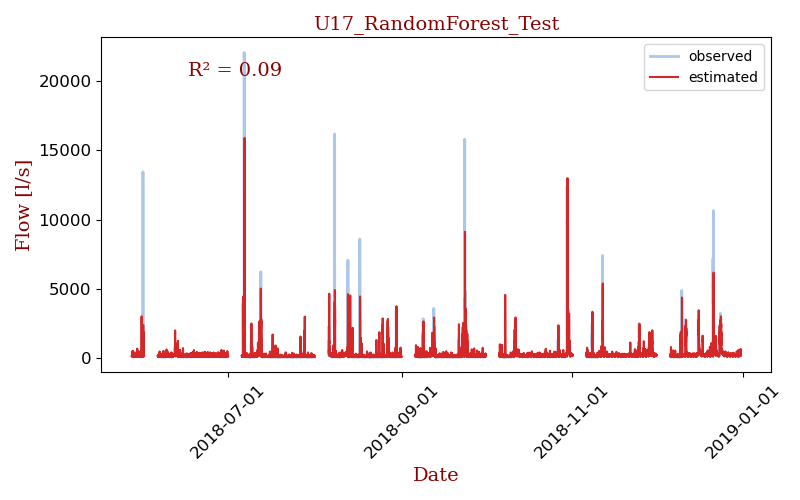 U17_RandomForest_Test
R² = 0.09
observed
estimated
Flow [l/s]
20000
15000
10000
5000
0
2018-07-01
2018-09-01
2018-11-01
2019-01-01
Date